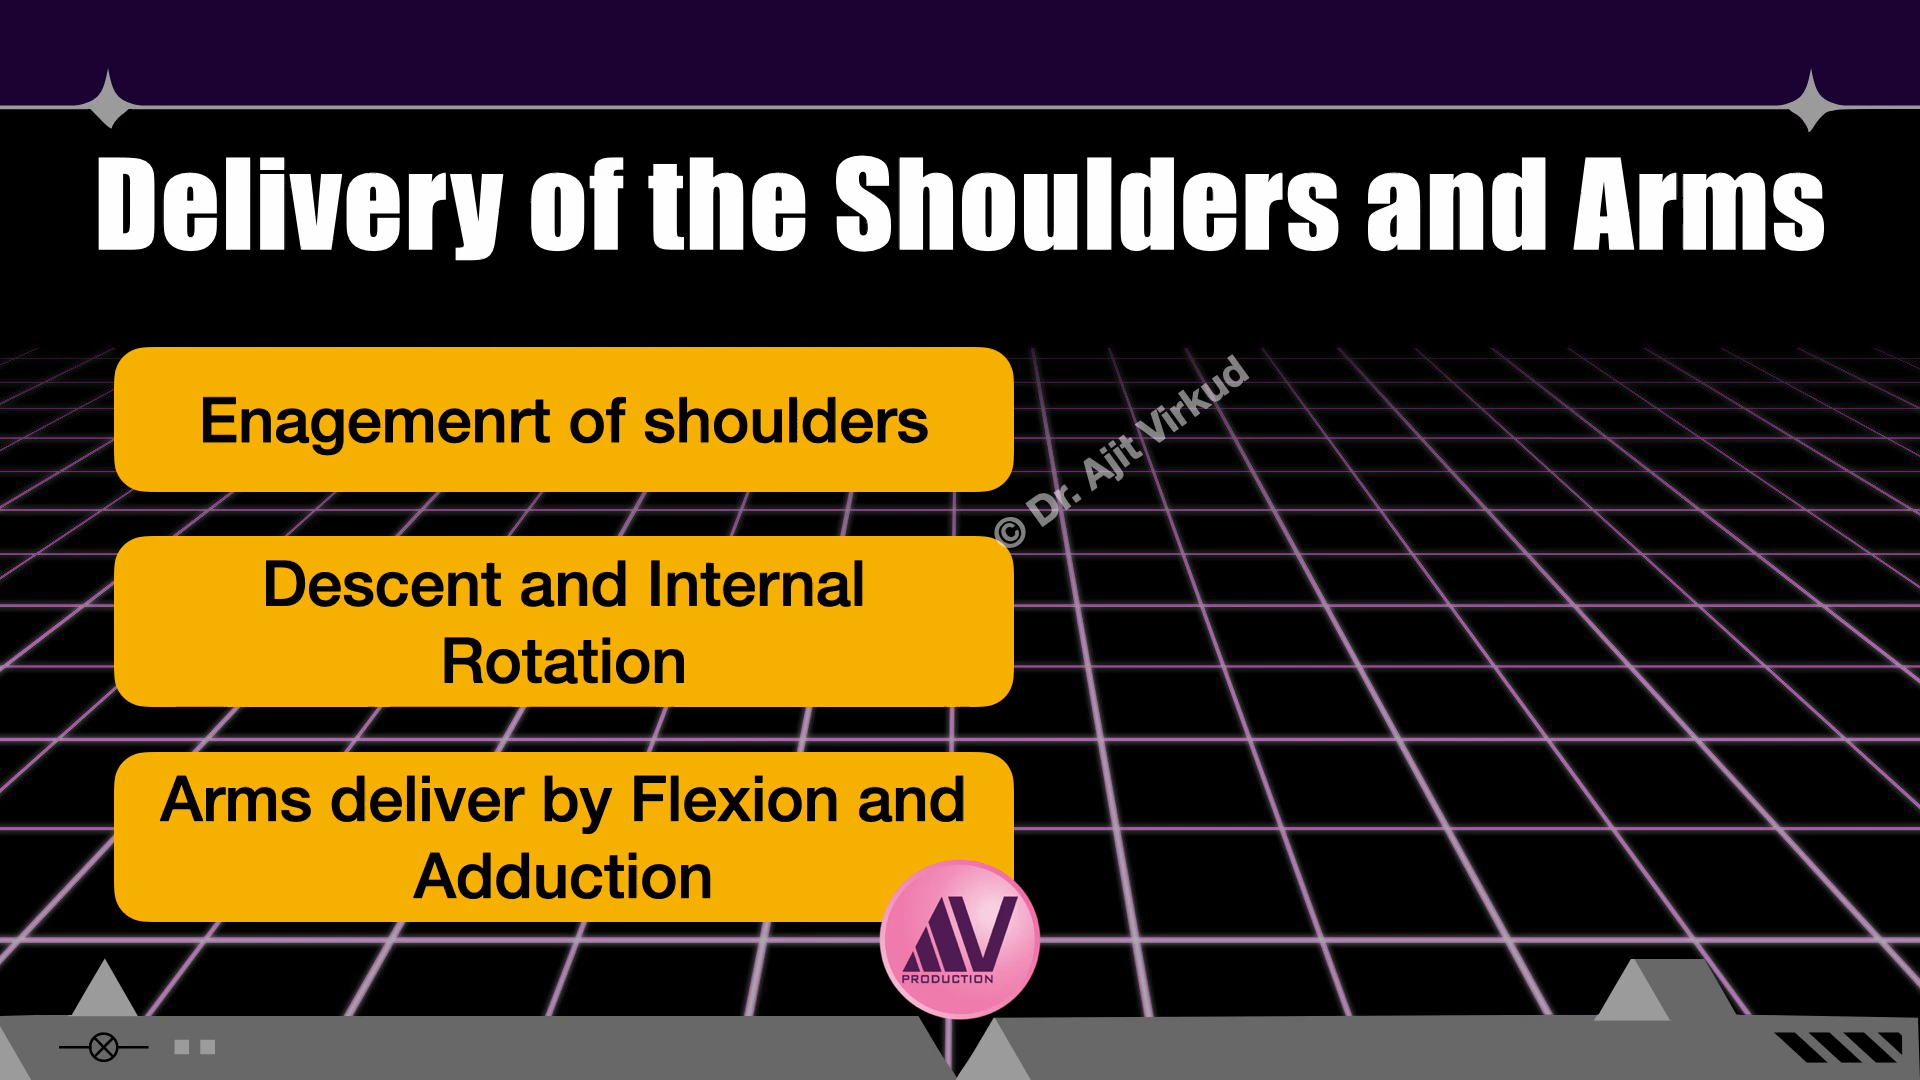 Delivery of the Shoulders and Arms
Enagemenrt of shoulders
© Dr. Ajit Virkud
Descent and Internal
Rotation
Arms deliver by Flexion and
Adduction
AV
PRODUCTION